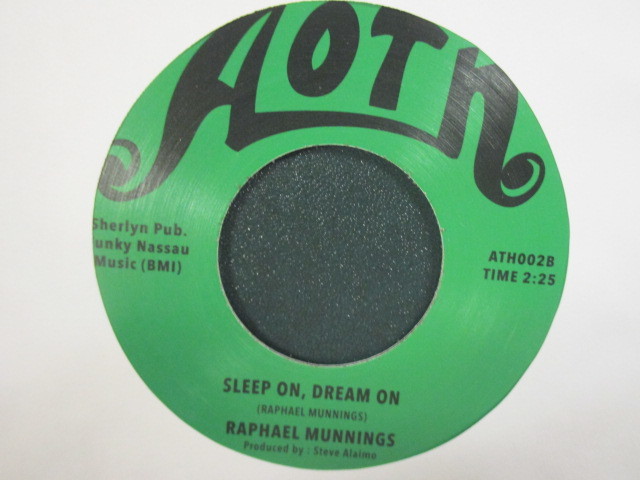 AOTN
Sherlyn Pub.
unky Nassau
Music (BMI)
ATH002B
TIME 2:25
SLEEP ON, DREAM ON
(RAPHAEL MUNNINGS)
RAPHAEL MUNNINGS
Produced by : Steve Alaimo